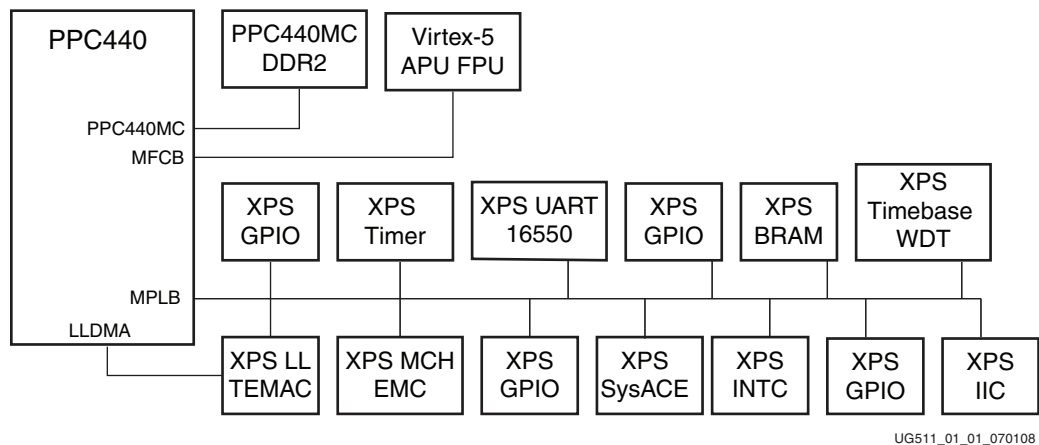 PPC440
PPC440MC
DDR2
Virtex-5
APU FPU
PPC440MC
MFCB
XPS
GPIO
XPS
Timer
XPS UART
16550
XPS
GPIO
XPS
BRAM
XPS
Timebase
WDT
MPLB
LLDMA
XPS LL
TEMAC
XPS MCH
EMC
XPS
GPIO
XPS
SysACE
XPS
INTC
XPS
GPIO
XPS
IIC
UG511_01_01_070108